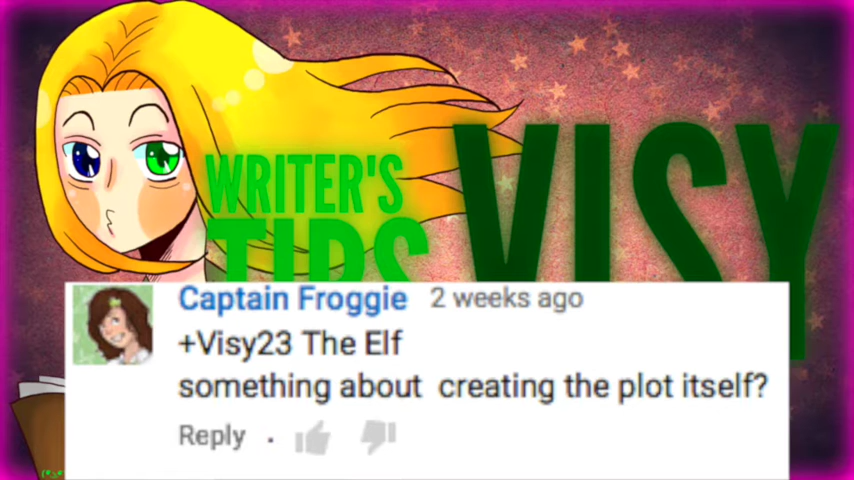 WRITER'S
TIPS
VISY
Captain Froggie 2 weeks ago
+Visy23 The Elf
something about creating the plot itself?
Reply .